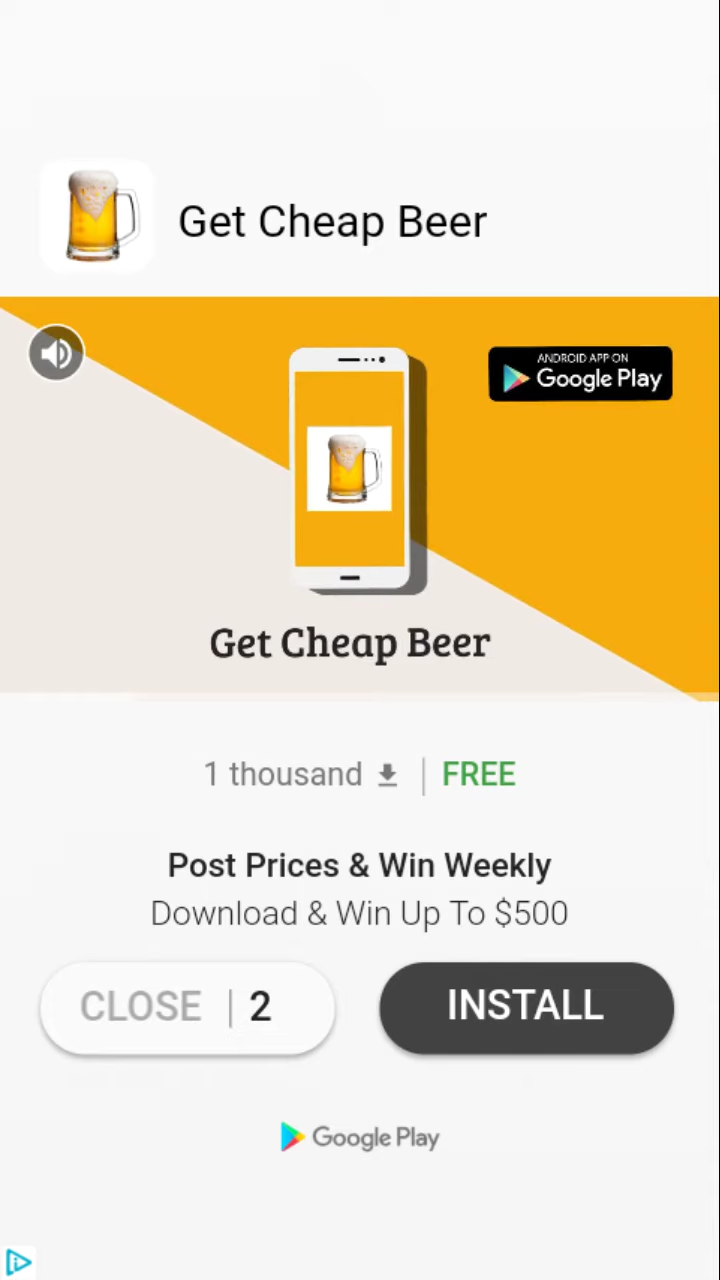 Get Cheap Beer
ANDROID APP ON
Google Play
Get Cheap Beer
1 thousand | FREE
Post Prices & Win Weekly
Download & Win Up To $500
CLOSE | 2
INSTALL
Google Play